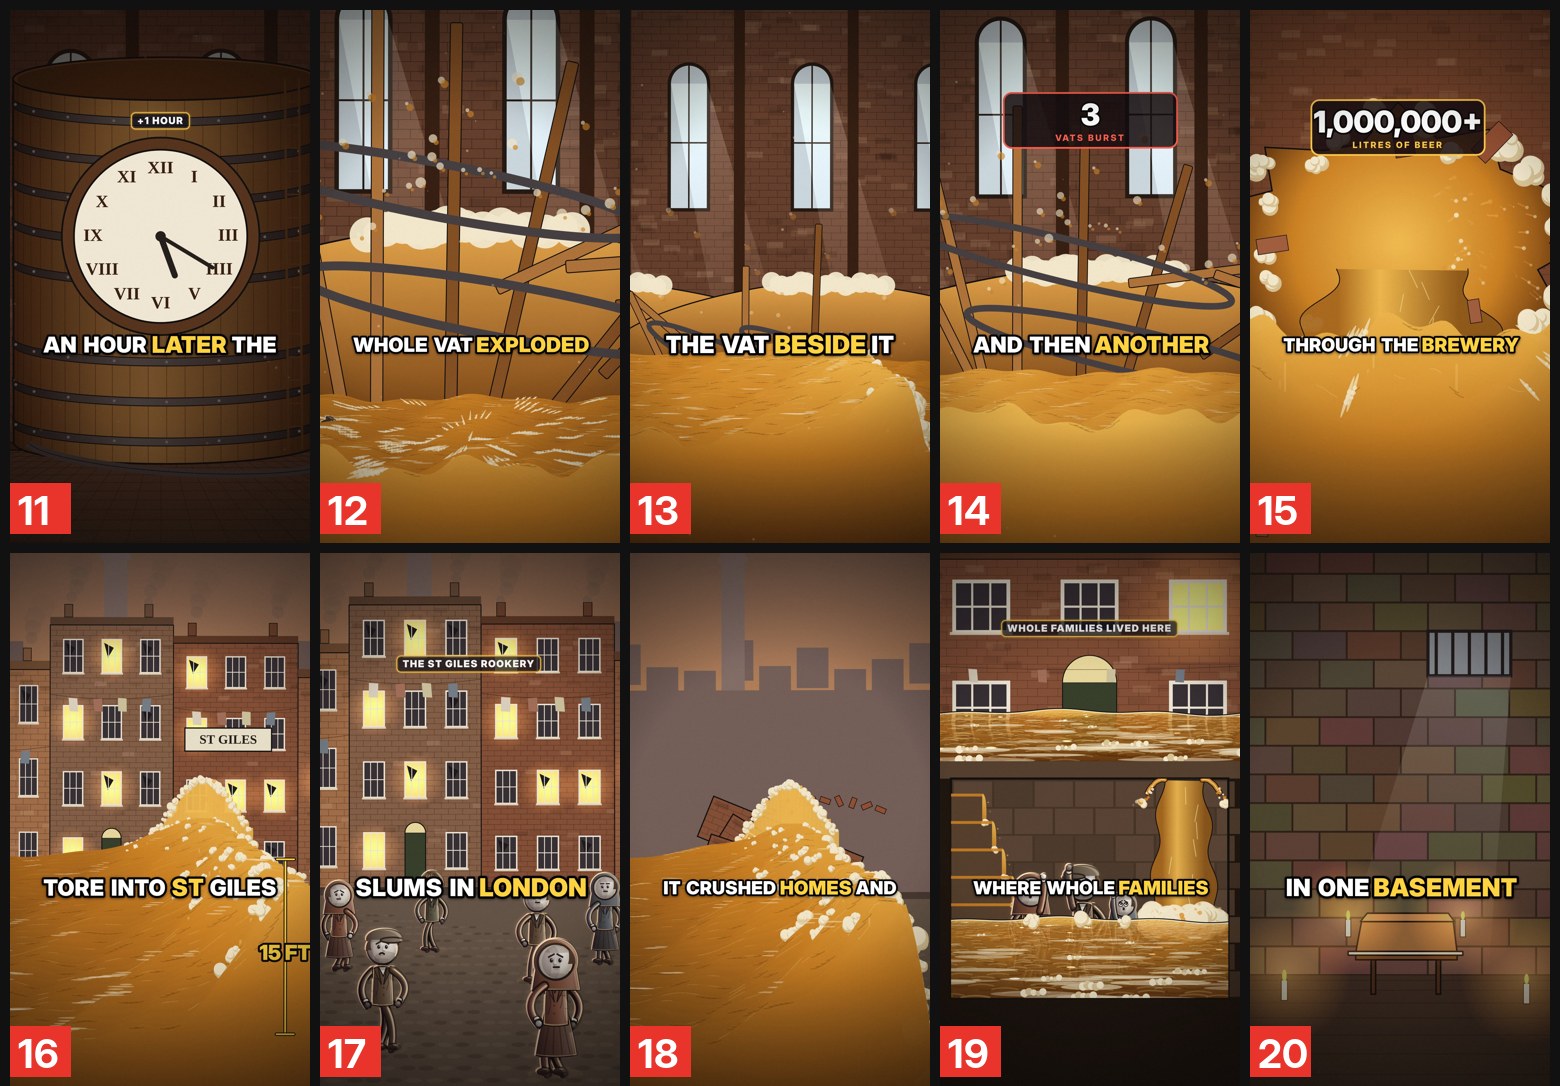 +1 HOUR
XII
XI
I
X
II
IX
III
VIII
IIII
VII
V
VI
AN HOUR LATER THE
11
WHOLE VAT EXPLODED
12
THE VAT BESIDE IT
13
3
VATS BURST
AND THEN ANOTHER
14
1,000,000+
LITRES OF BEER
THROUGH THE BREWERY
15
ST GILES
TORE INTO ST GILES
15 FT
16
THE ST GILES ROOKERY
SLUMS IN LONDON
17
IT CRUSHED HOMES AND
18
WHOLE FAMILIES LIVED HERE
WHERE WHOLE FAMILIES
19
IN ONE BASEMENT
20